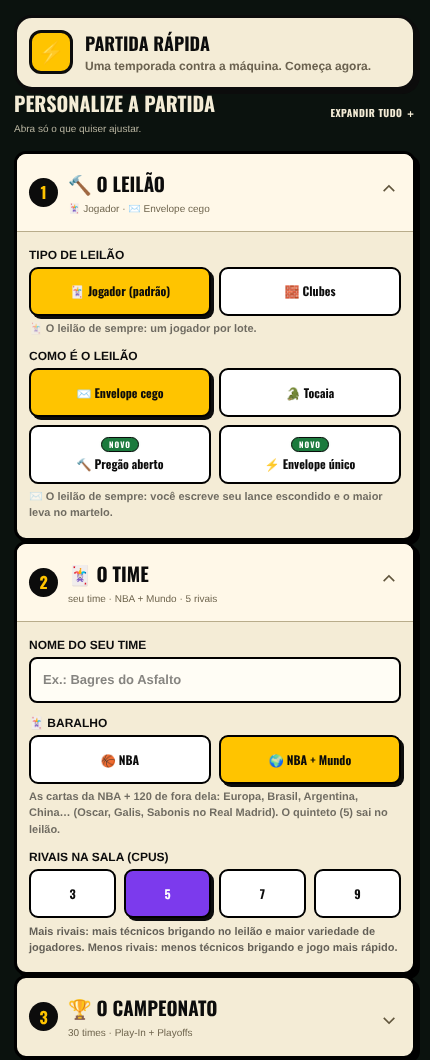 PARTIDA RÁPIDA
Uma temporada contra a máquina. Começa agora.
PERSONALIZE A PARTIDA
EXPANDIR TUDO +
Abra só o que quiser ajustar.
1 O LEILÃO
Jogador · Envelope cego
TIPO DE LEILÃO
Jogador (padrão)
Clubes
O leilão de sempre: um jogador por lote.
COMO É O LEILÃO
Envelope cego
Tocaia
NOVO
Pregão aberto
NOVO
Envelope único
O leilão de sempre: você escreve seu lance escondido e o maior
leva no martelo.
2 O TIME
seu time · NBA + Mundo · 5 rivais
NOME DO SEU TIME
Ex.: Bagres do Asfalto
BARALHO
NBA
NBA + Mundo
As cartas da NBA + 120 de fora dela: Europa, Brasil, Argentina,
China… (Oscar, Galis, Sabonis no Real Madrid). O quinteto (5) sai no
leilão.
RIVAIS NA SALA (CPUS)
3
5
7
9
Mais rivais: mais técnicos brigando no leilão e maior variedade de
jogadores. Menos rivais: menos técnicos brigando e jogo mais rápido.
3 O CAMPEONATO
30 times · Play-In + Playoffs